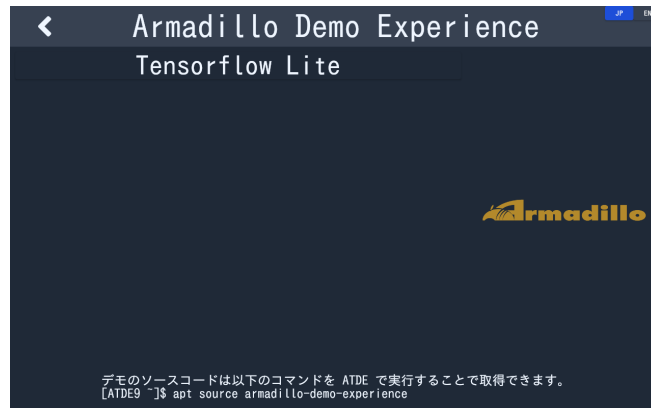 Armadillo Demo Experience
JP EN
Tensorflow Lite
Armadillo
デモのソースコードは以下のコマンドを ATDE で実行することで取得できます。
[ATDE9 ~]$ apt source armadillo-demo-experience